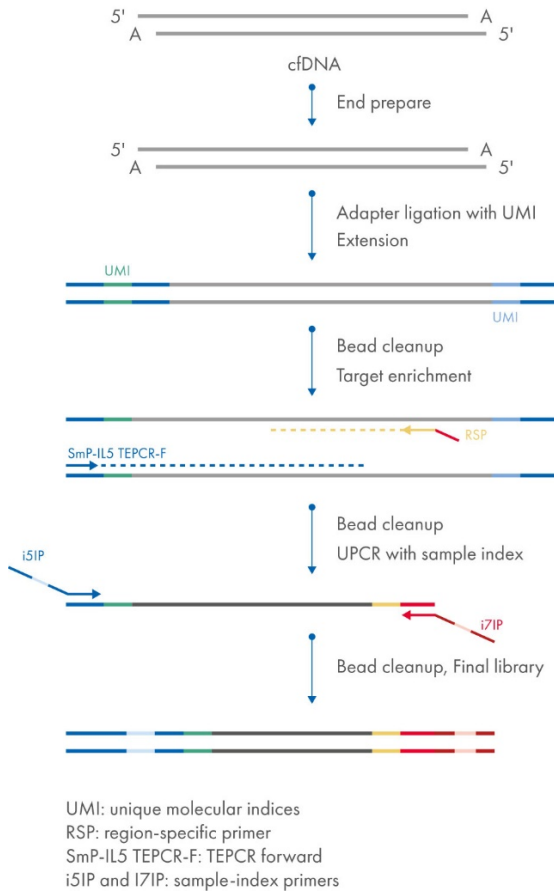 5' A
A 5'
cfDNA
End prepare
5' A
A 5'
Adapter ligation with UMI
Extension
UMI
UMI
Bead cleanup
Target enrichment
RSP
SmP-IL5 TEPCR-F
Bead cleanup
UPCR with sample index
i5IP
i7IP
Bead cleanup, Final library
UMI: unique molecular indices
RSP: region-specific primer
SmP-IL5 TEPCR-F: TEPCR forward
i5IP and I7IP: sample-index primers